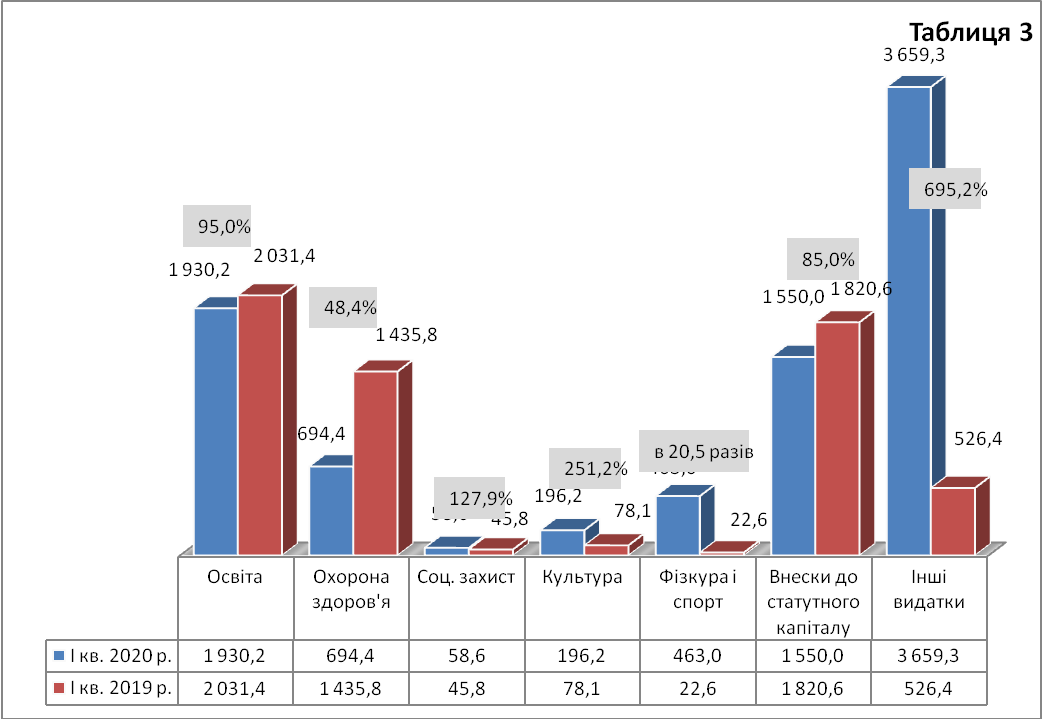 Таблиця 3
3 659,3
695,2%
95,0%
2 031,4
1 930,2
85,0%
1 820,6
1 550,0
48,4%
1 435,8
694,4
526,4
в 20,5 разів
251,2%
127,9%
196,2
78,1
22,6
45,8
Освіта
Охорона здоров'я
Соц. захист
Культура
Фізкура і спорт
Внески до статутного капіталу
Інші видатки
І кв. 2020 р. 1 930,2 694,4 58,6 196,2 463,0 1 550,0 3 659,3
І кв. 2019 р. 2 031,4 1 435,8 45,8 78,1 22,6 1 820,6 526,4